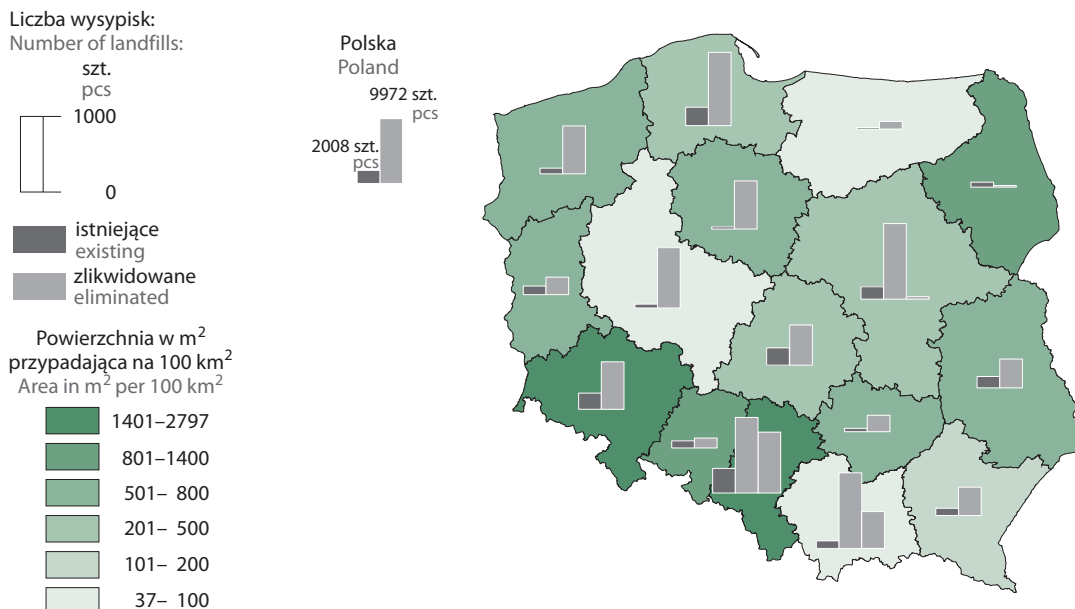 Liczba wysypisk:
Number of landfills:
szt.
pcs
1000
0
istniejące
existing
zlikwidowane
eliminated
Polska
Poland
9972 szt.
pcs
2008 szt.
pcs
Powierzchnia w m²
przypadająca na 100 km²
Area in m² per 100 km²
1401–2797
801–1400
501– 800
201– 500
101– 200
37– 100